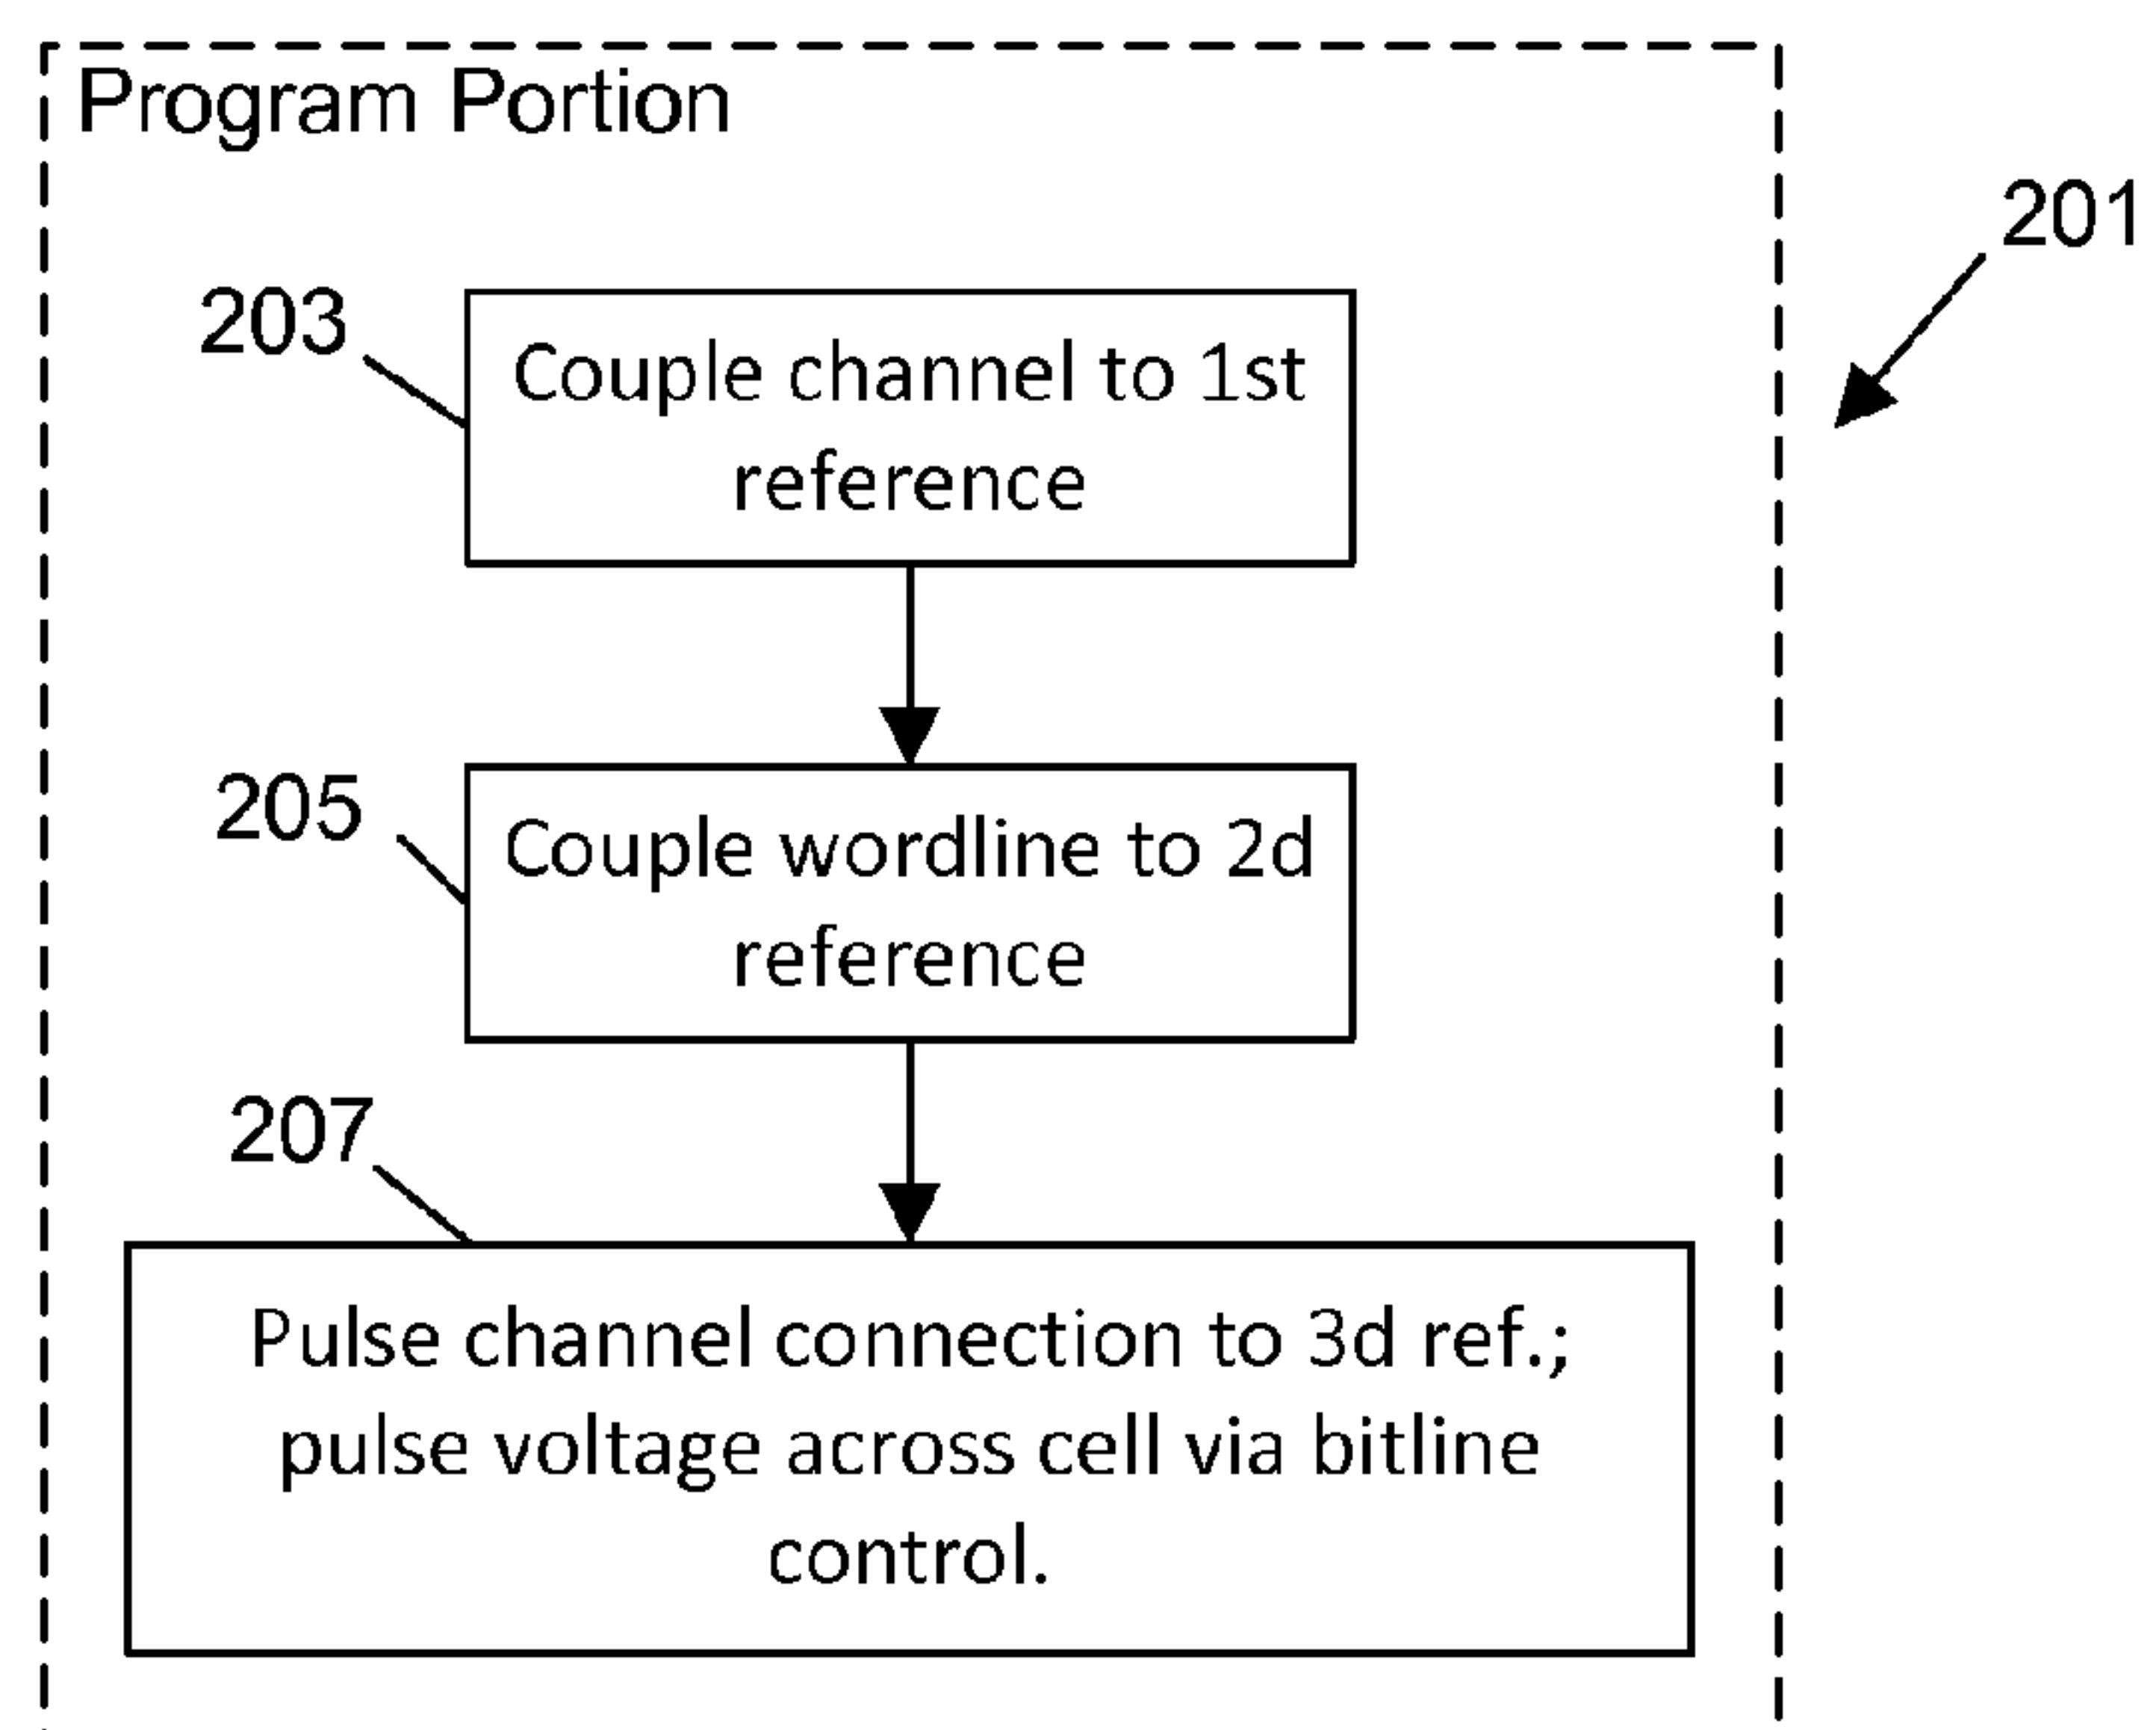 Program Portion
201
203
Couple channel to 1st
reference
205
Couple wordline to 2d
reference
207
Pulse channel connection to 3d ref.;
pulse voltage across cell via bitline
control.